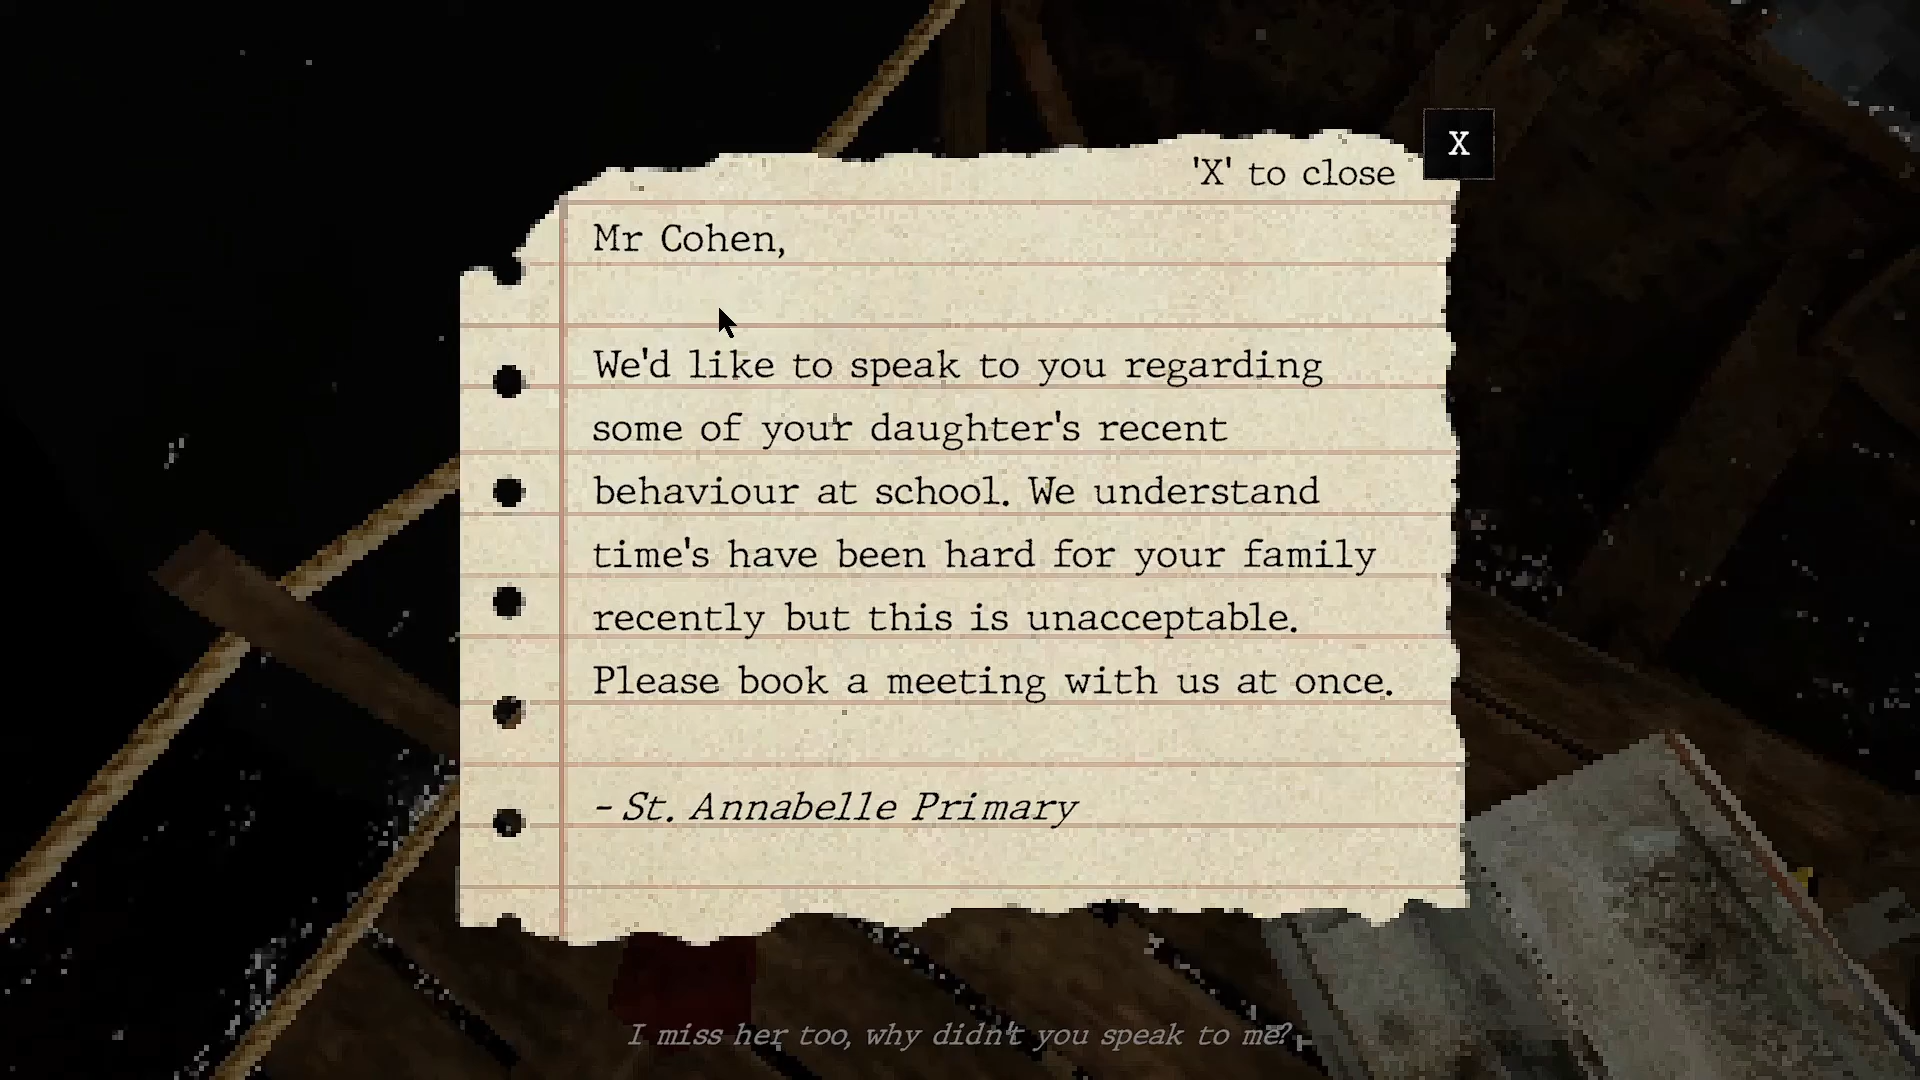 X
'X' to close
Mr Cohen,
We'd like to speak to you regarding
some of your daughter's recent
behaviour at school. We understand
time's have been hard for your family
recently but this is unacceptable.
Please book a meeting with us at once.
- St. Annabelle Primary
I miss her too, why didn't you speak to me?